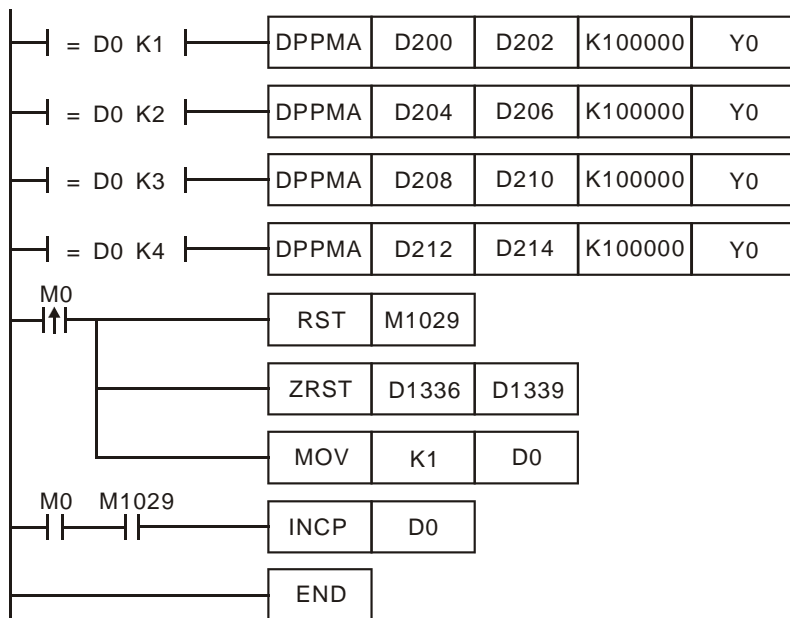 = D0 K1 DPPMA D200 D202 K100000 Y0
= D0 K2 DPPMA D204 D206 K100000 Y0
= D0 K3 DPPMA D208 D210 K100000 Y0
= D0 K4 DPPMA D212 D214 K100000 Y0
M0
RST M1029
ZRST D1336 D1339
MOV K1 D0
M0 M1029
INCP D0
END